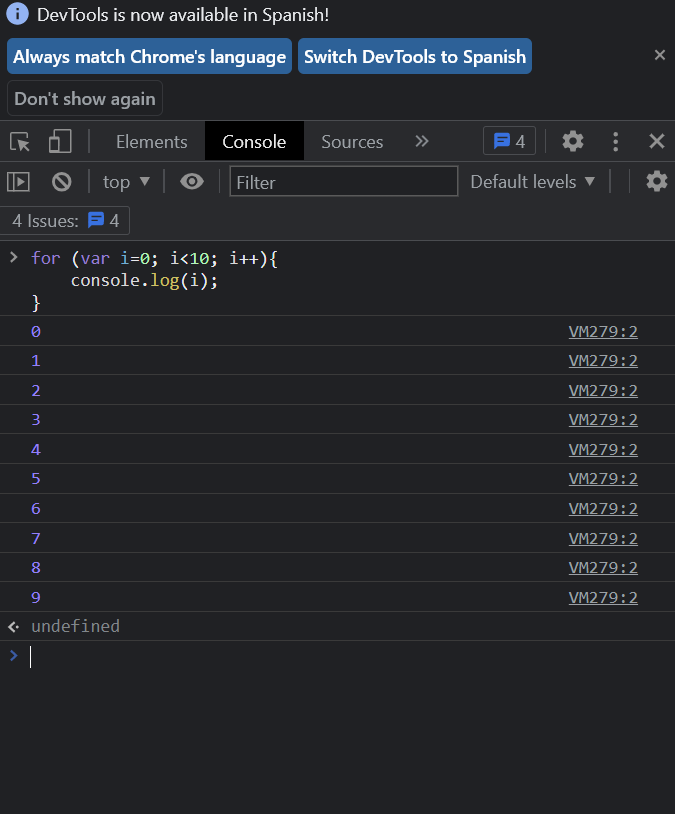 DevTools is now available in Spanish!
Always match Chrome's language Switch DevTools to Spanish
Don't show again
Elements Console Sources 4
top Filter Default levels
4 Issues: 4
for (var i=0; i<10; i++){
    console.log(i);
}
0 VM279:2
1 VM279:2
2 VM279:2
3 VM279:2
4 VM279:2
5 VM279:2
6 VM279:2
7 VM279:2
8 VM279:2
9 VM279:2
undefined